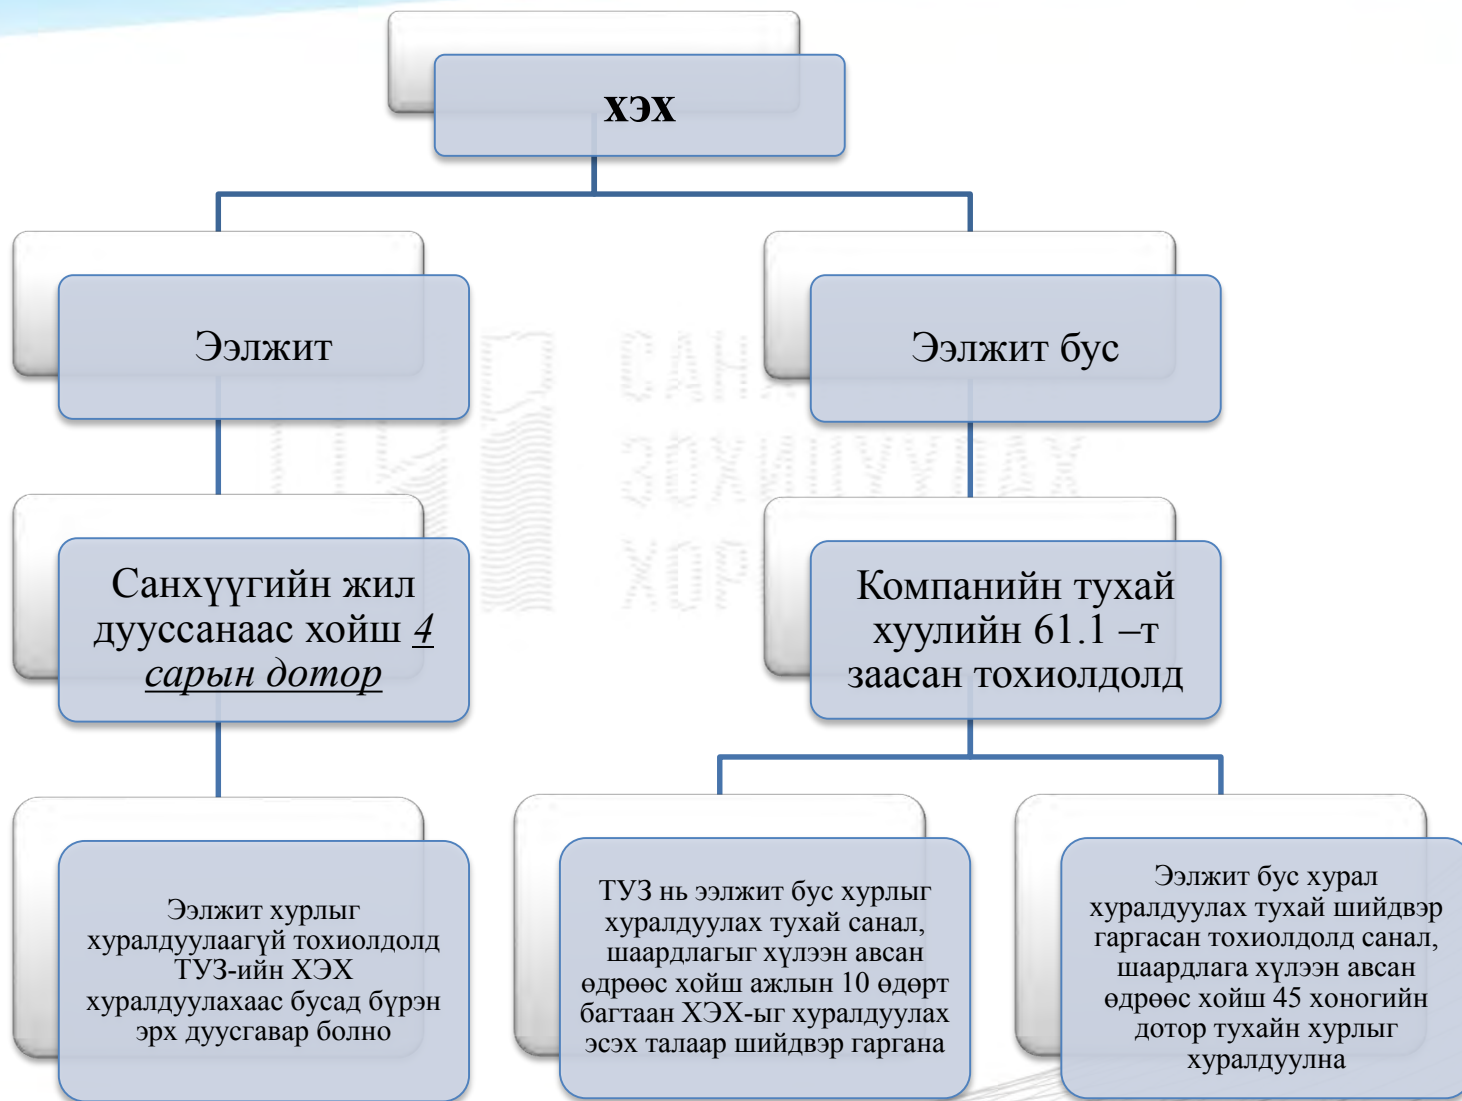 ХЭХ
Ээлжит
Ээлжит бус
Санхүүгийн жил
дууссанаас хойш 4
сарын дотор
Компанийн тухай
хуулийн 61.1 –т
заасан тохиолдолд
Ээлжит хурлыг
хуралдуулаагүй тохиолдолд
ТУЗ-ийн ХЭХ
хуралдуулахаас бусад бүрэн
эрх дуусгавар болно
ТУЗ нь ээлжит бус хурлыг
хуралдуулах тухай санал,
шаардлагыг хүлээн авсан
өдрөөс хойш ажлын 10 өдөрт
багтаан ХЭХ-ыг хуралдуулах
эсэх талаар шийдвэр гаргана
Ээлжит бус хурал
хуралдуулах тухай шийдвэр
гаргасан тохиолдолд санал,
шаардлага хүлээн авсан
өдрөөс хойш 45 хоногийн
дотор тухайн хурлыг
хуралдуулна
САН
ЗОХИЦУУЛАХ
ХОР